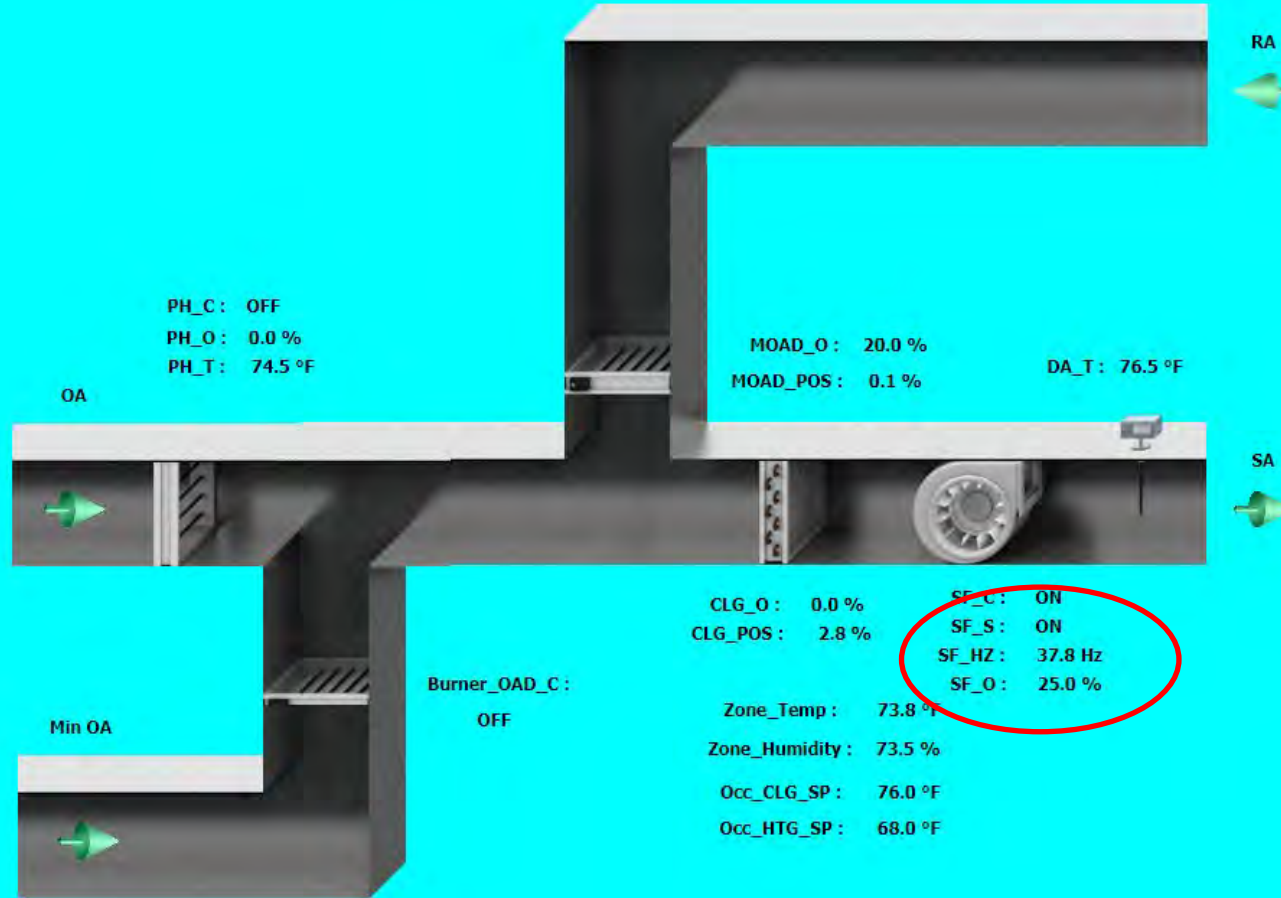 RA
PH_C : OFF
PH_O : 0.0 %
PH_T : 74.5 °F
MOAD_O : 20.0 %
MOAD_POS : 0.1 %
DA_T : 76.5 °F
OA
SA
CLG_O : 0.0 %
CLG_POS : 2.8 %
SF_C : ON
SF_S : ON
SF_HZ : 37.8 Hz
SF_O : 25.0 %
Burner_OAD_C :
OFF
Min OA
Zone_Temp : 73.8 °F
Zone_Humidity : 73.5 %
Occ_CLG_SP : 76.0 °F
Occ_HTG_SP : 68.0 °F